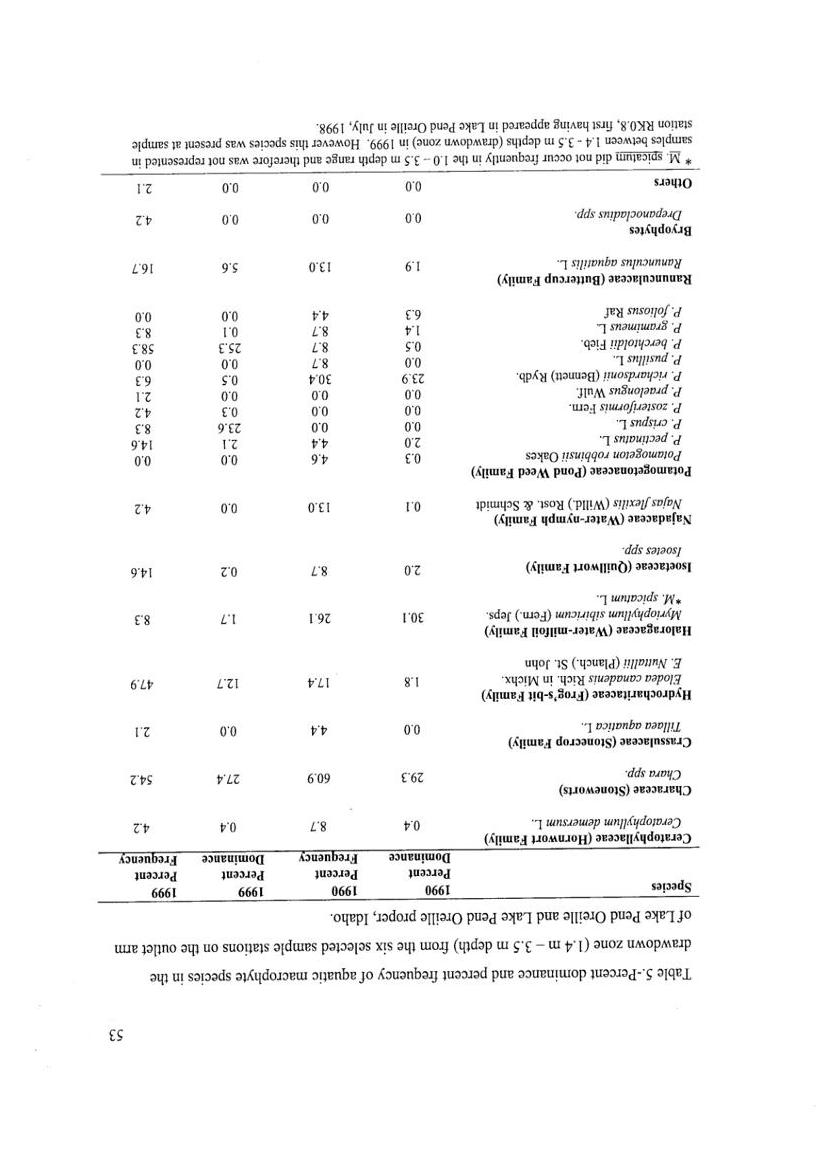 53
Table 5.-Percent dominance and percent frequency of aquatic macrophyte species in the
drawdown zone (1.4 m – 3.5 m depth) from the six selected sample stations on the outlet arm
of Lake Pend Oreille and Lake Pend Oreille proper, Idaho.
Species 1990 Percent Dominance 1990 Percent Frequency 1999 Percent Dominance 1999 Percent Frequency
Ceratophyllaceae (Hornwort Family)
Ceratophyllum demersum L. 0.4 8.7 0.4 4.2
Characeae (Stoneworts)
Chara spp. 29.3 60.9 27.4 54.2
Crassulaceae (Stonecrop Family)
Tillaea aquatica L. 0.0 4.4 0.0 2.1
Hydrocharitaceae (Frog's-bit Family)
Elodea canadenis Rich. in Michx. 1.8 17.4 12.7 47.9
E. Nuttallii (Planch.) St. John
Haloragaceae (Water-milfoil Family)
Myriophyllum sibiricum (Fern.) Jeps. 30.1 26.1 1.7 8.3
*M. spicatum L.
Isoetaceae (Quillwort Family) 2.0 8.7 0.2 14.6
Isoetes spp.
Najadaceae (Water-nymph Family)
Najas flexilis (Willd.) Rost. & Schmidt 0.1 13.0 0.0 4.2
Potamogetonaceae (Pond Weed Family)
Potamogeton robbinsii Oakes 0.3 4.6 0.0 0.0
P. pectinatus L. 2.0 4.4 2.1 14.6
P. crispus L. 0.0 0.0 23.6 8.3
P. zosteriformis Fern. 0.0 0.0 0.3 4.2
P. praelongus Wulf. 0.0 0.0 0.0 2.1
P. richardsonii (Bennett) Rydb. 23.9 30.4 0.5 6.3
P. pusillus L. 0.0 8.7 0.0 0.0
P. berchtoldii Fieb. 0.5 8.7 25.3 58.3
P. gramineus L. 1.4 8.7 0.1 8.3
P. foliosus Raf 6.3 4.4 0.0 0.0
Ranunculaceae (Buttercup Family)
Ranunculus aquatilis L. 1.9 13.0 5.6 16.7
Bryophytes
Drepanocladius spp. 0.0 0.0 0.0 4.2
Others 0.0 0.0 0.0 2.1
* M. spicatum did not occur frequently in the 1.0 – 3.5 m depth range and therefore was not represented in
samples between 1.4 - 3.5 m depths (drawdown zone) in 1999. However this species was present at sample
station RK0.8, first having appeared in Lake Pend Oreille in July, 1998.